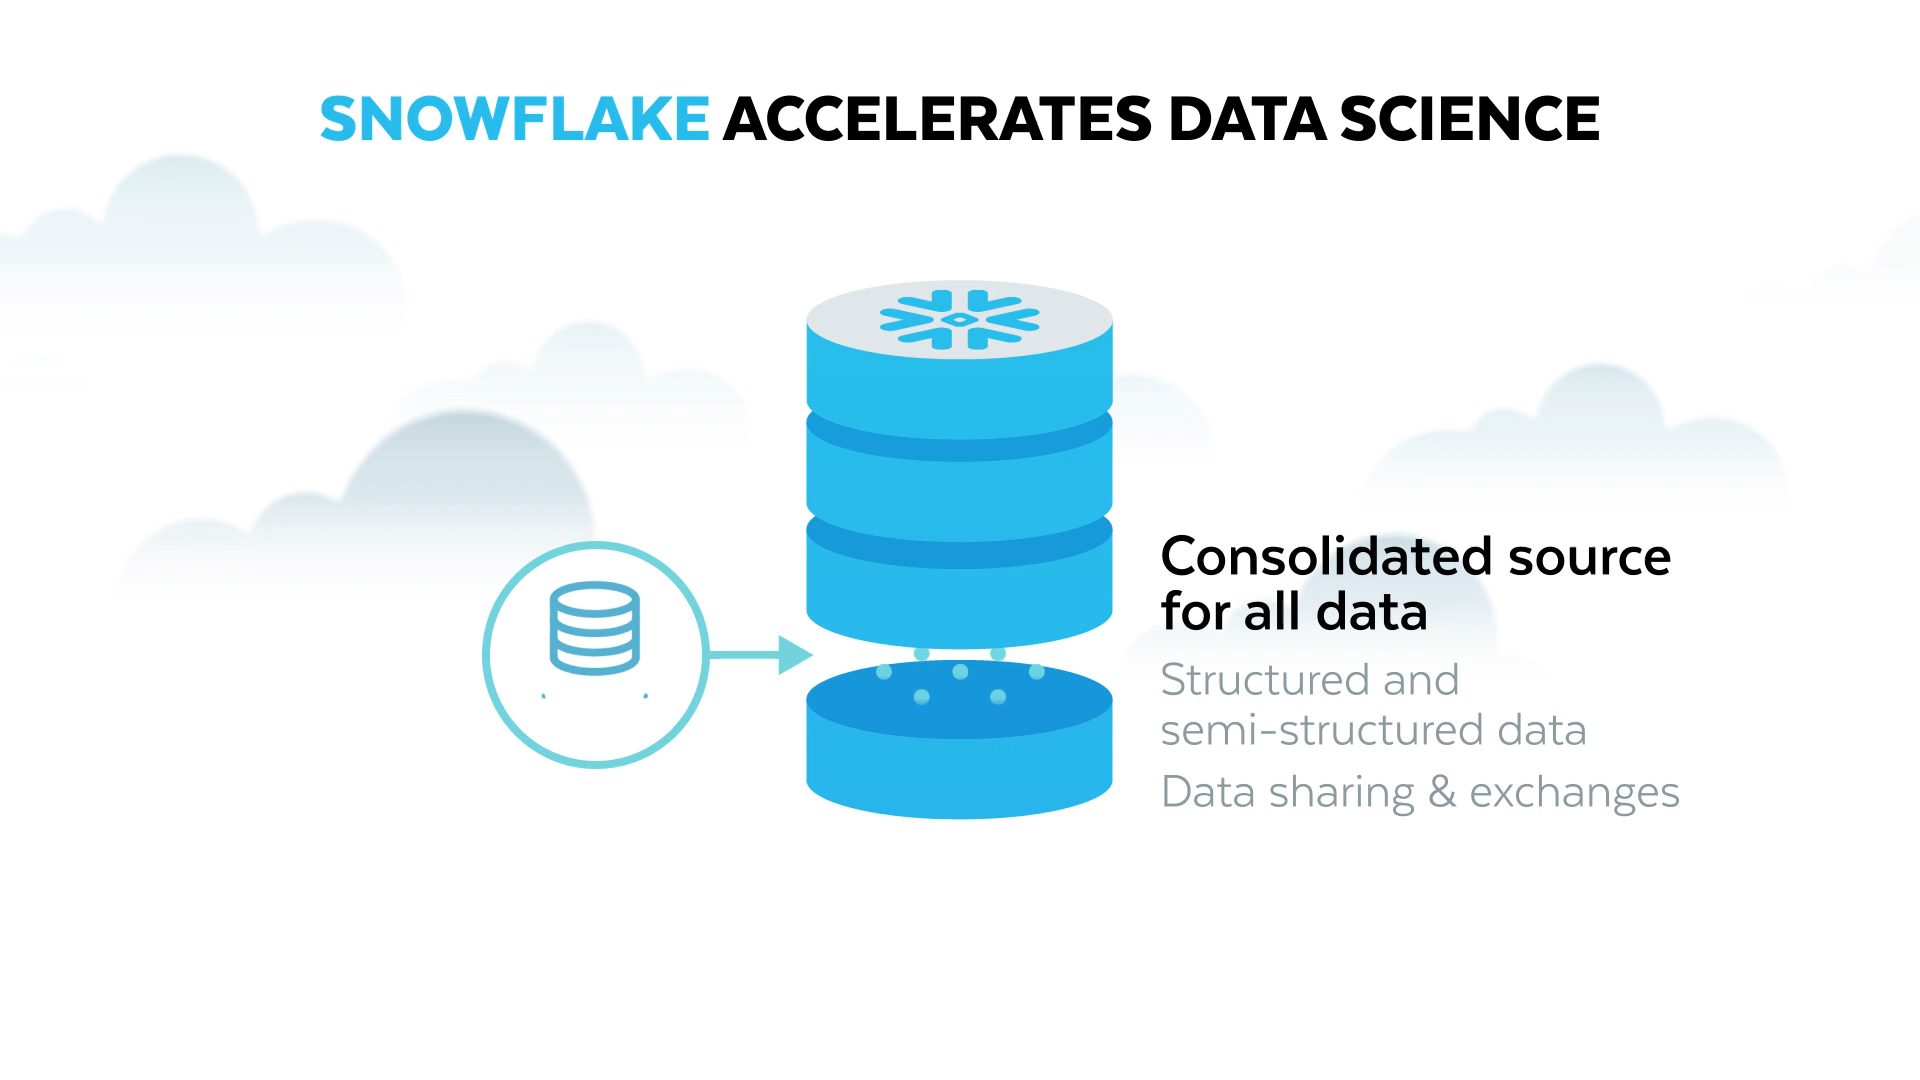 SNOWFLAKE ACCELERATES DATA SCIENCE
Consolidated source
for all data
Structured and
semi-structured data
Data sharing & exchanges